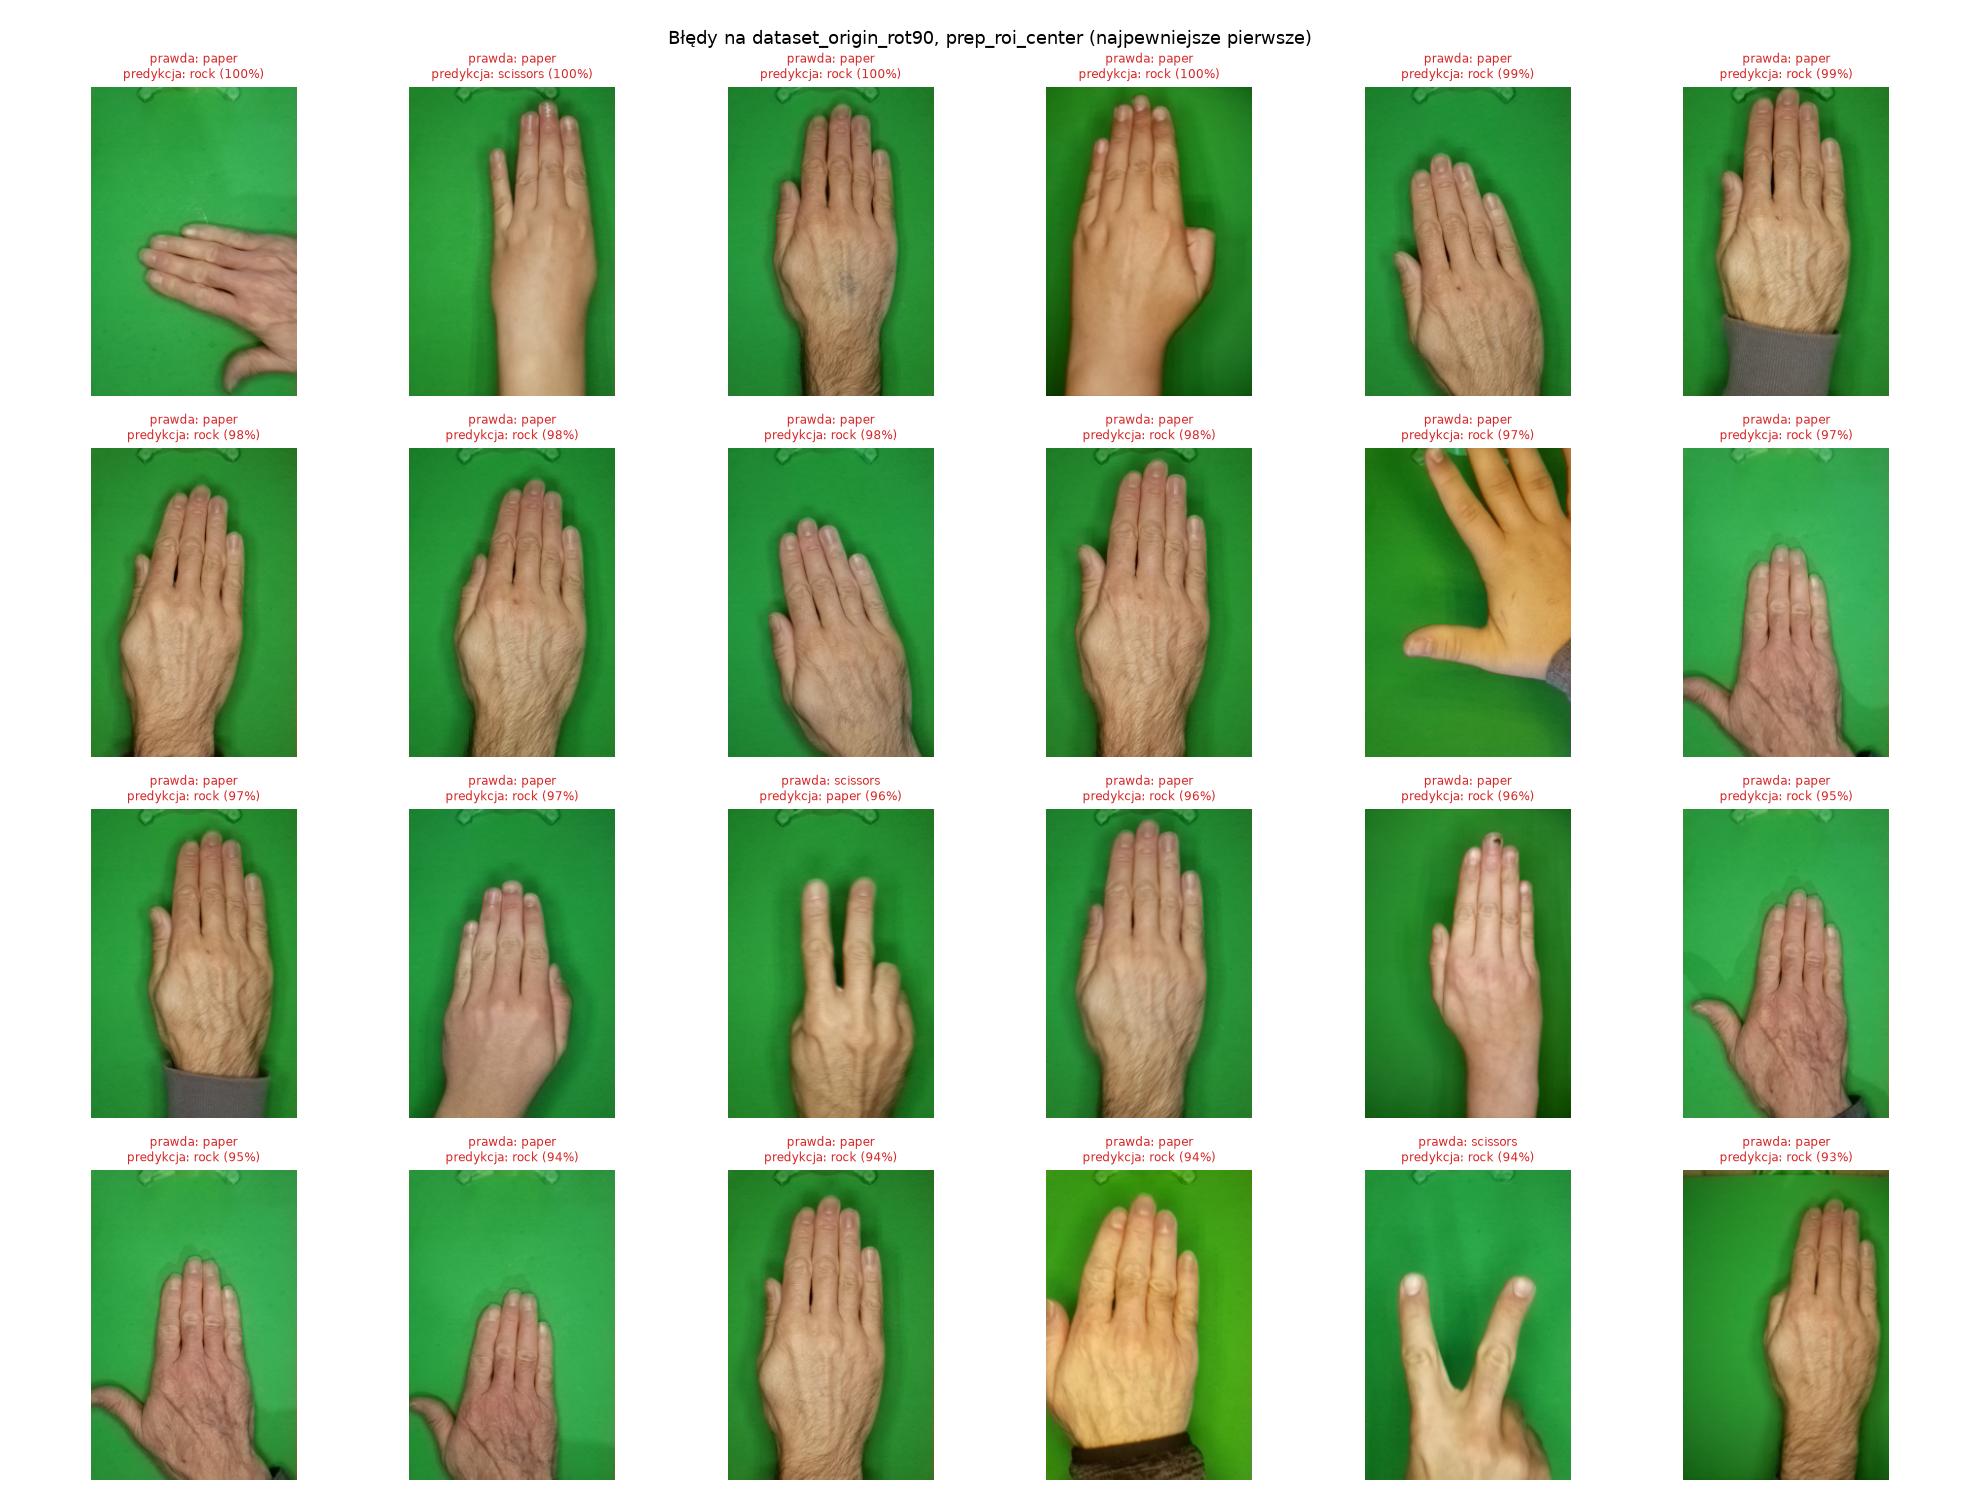 Błędy na dataset_origin_rot90, prep_roi_center (najpewniejsze pierwsze)
prawda: paper
predykcja: rock (100%)
prawda: paper
predykcja: scissors (100%)
prawda: paper
predykcja: rock (100%)
prawda: paper
predykcja: rock (100%)
prawda: paper
predykcja: rock (99%)
prawda: paper
predykcja: rock (99%)
prawda: paper
predykcja: rock (98%)
prawda: paper
predykcja: rock (98%)
prawda: paper
predykcja: rock (98%)
prawda: paper
predykcja: rock (98%)
prawda: paper
predykcja: rock (97%)
prawda: paper
predykcja: rock (97%)
prawda: paper
predykcja: rock (97%)
prawda: paper
predykcja: rock (97%)
prawda: scissors
predykcja: paper (96%)
prawda: paper
predykcja: rock (96%)
prawda: paper
predykcja: rock (96%)
prawda: paper
predykcja: rock (95%)
prawda: paper
predykcja: rock (95%)
prawda: paper
predykcja: rock (94%)
prawda: paper
predykcja: rock (94%)
prawda: paper
predykcja: rock (94%)
prawda: scissors
predykcja: rock (94%)
prawda: paper
predykcja: rock (93%)